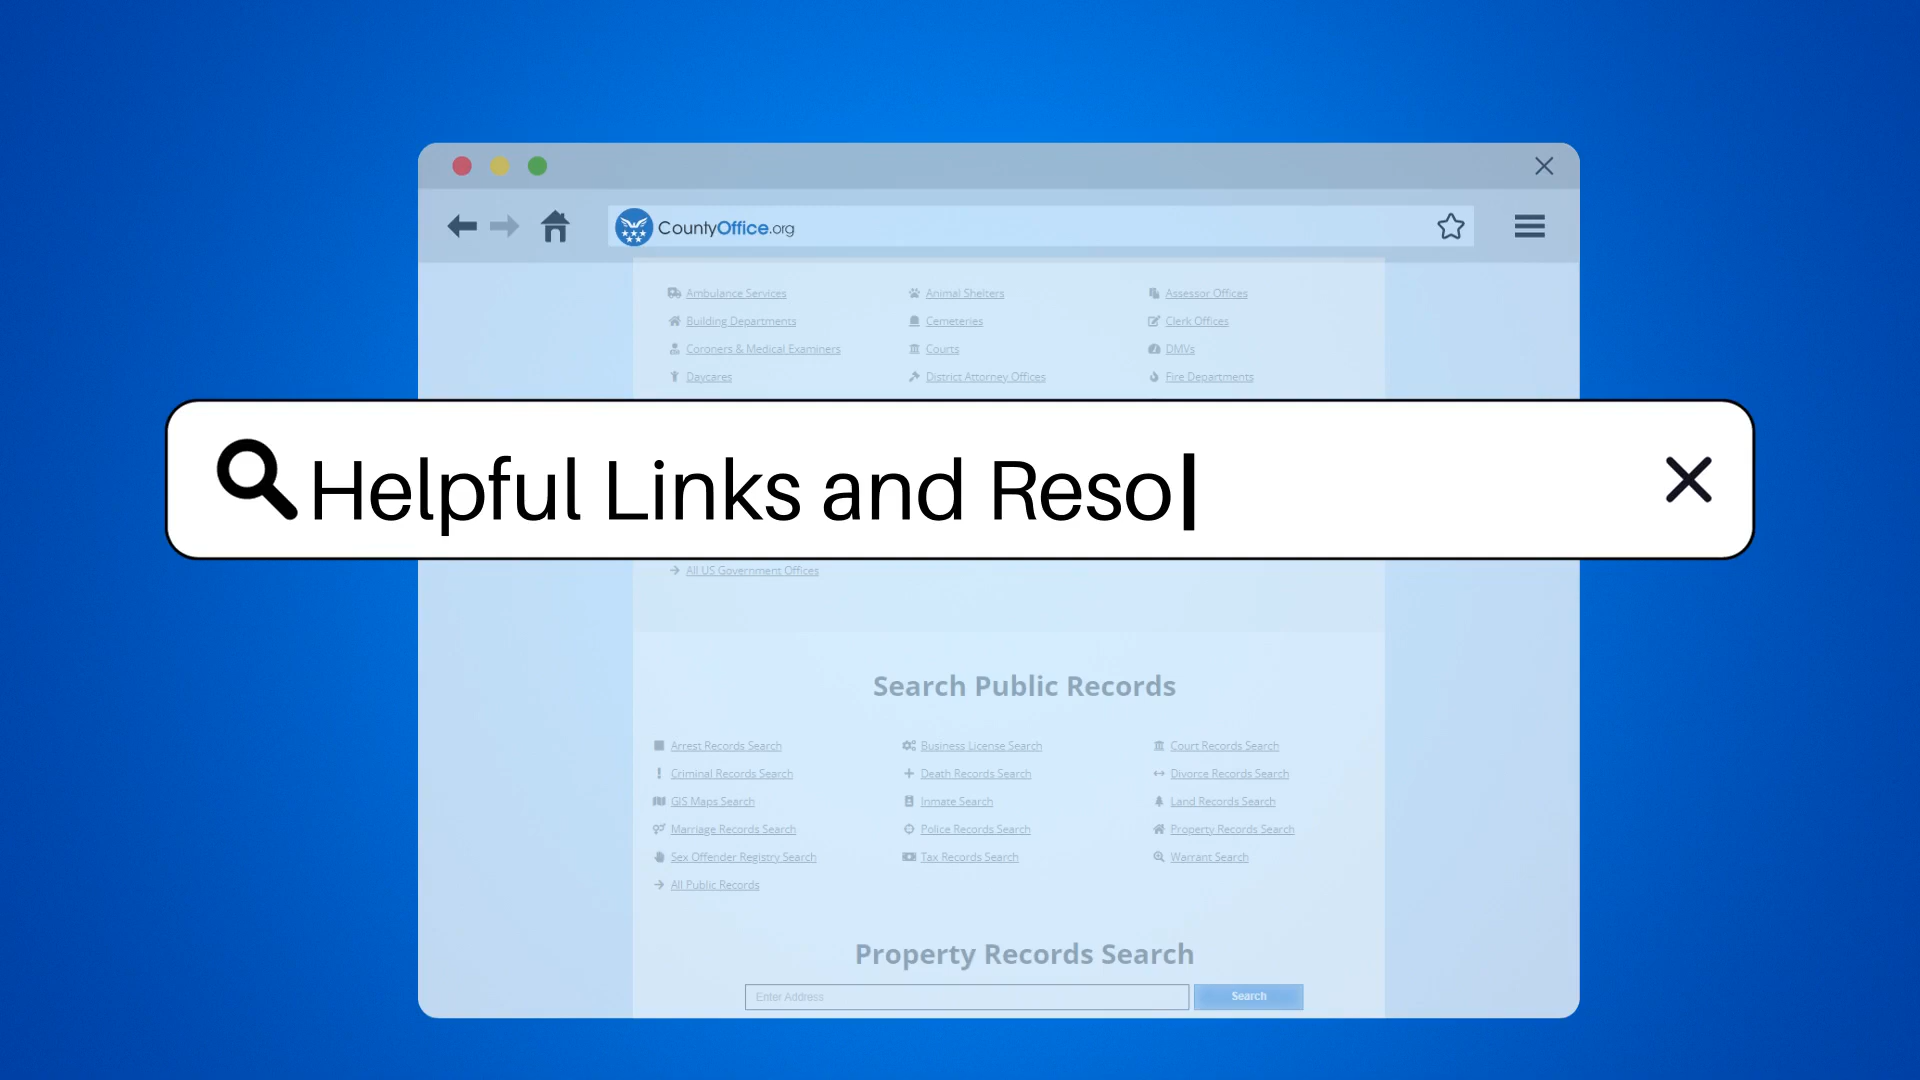 CountyOffice.org
Ambulance Services Animal Shelters Assessor Offices
Building Departments Cemeteries Clerk Offices
Coroners & Medical Examiners Courts DMVs
Daycares District Attorney Offices Fire Departments
Helpful Links and Reso
All US Government Offices
Search Public Records
Arrest Records Search Business License Search Court Records Search
Criminal Records Search Death Records Search Divorce Records Search
GIS Maps Search Inmate Search Land Records Search
Marriage Records Search Police Records Search Property Records Search
Sex Offender Registry Search Tax Records Search Warrant Search
All Public Records
Property Records Search
Enter Address Search